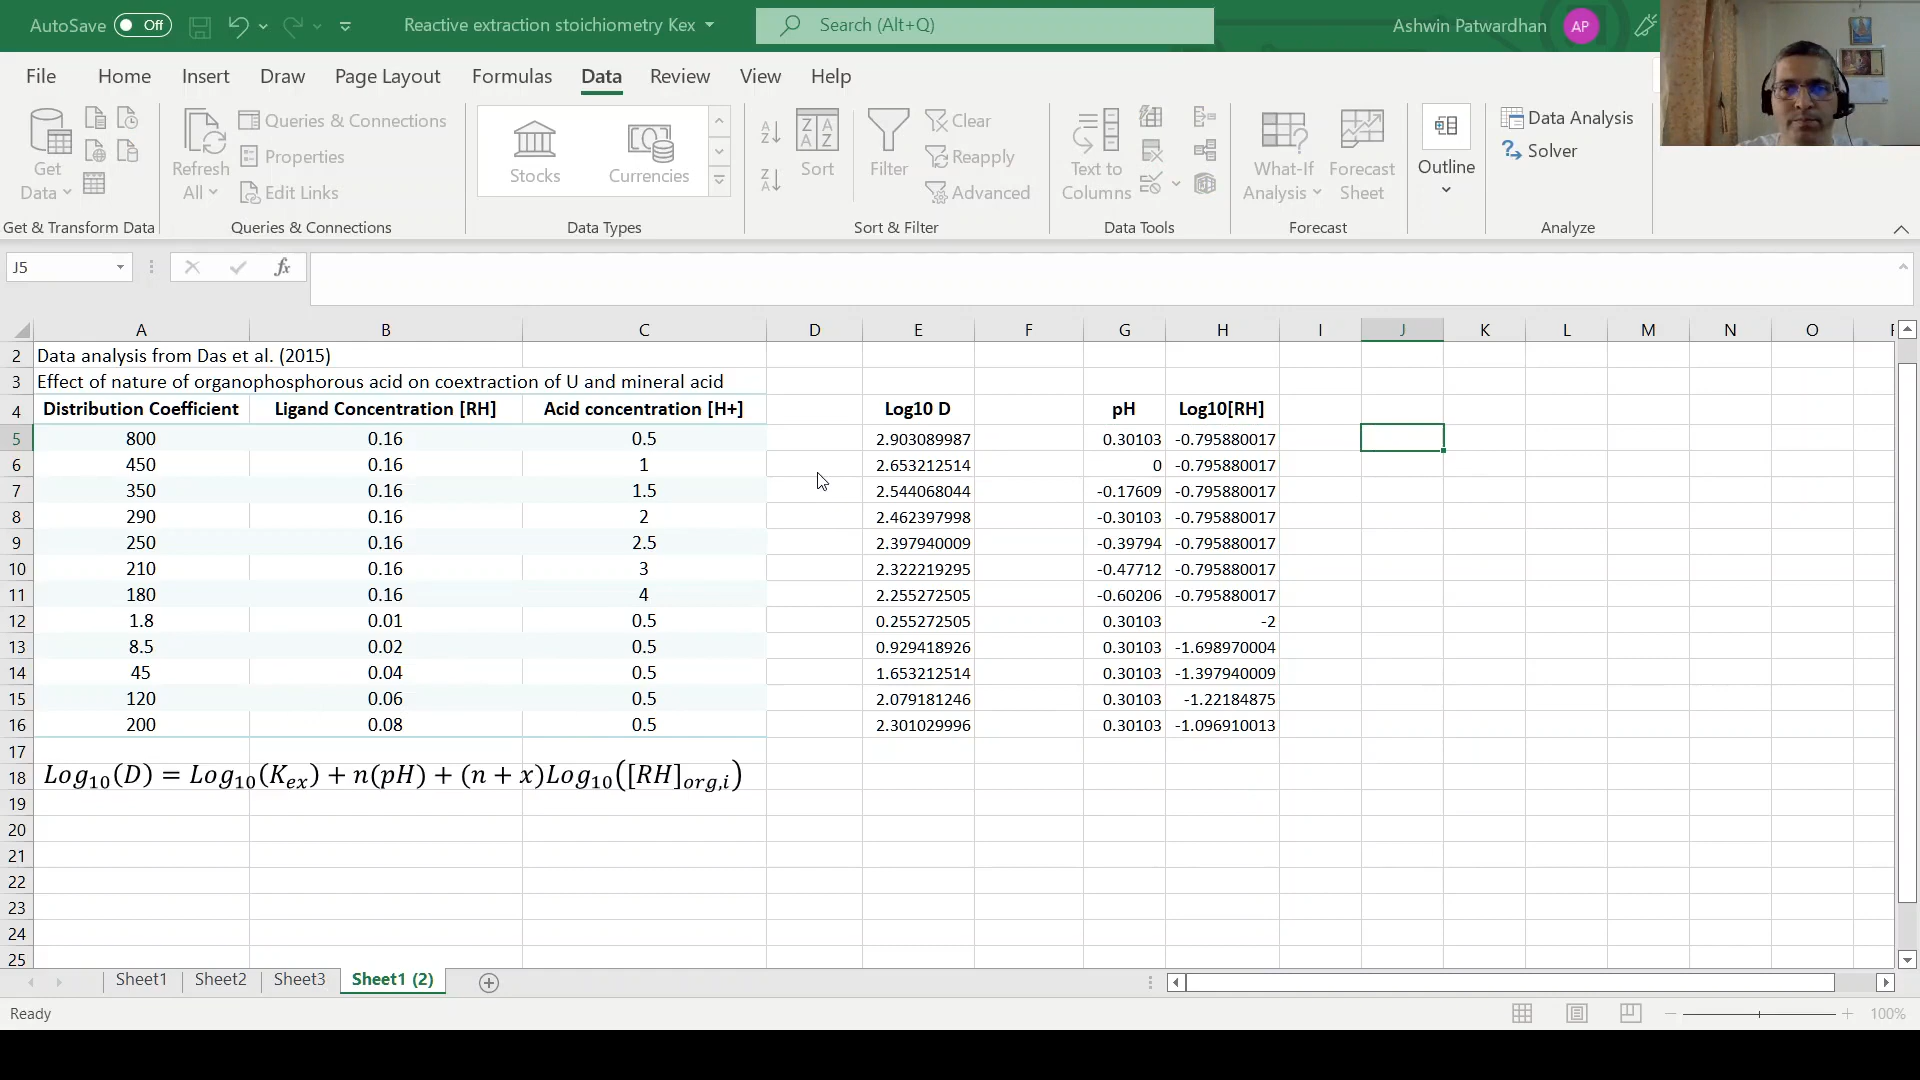 AutoSave Off Reactive extraction stoichiometry Kex Search (Alt+Q) Ashwin Patwardhan AP
File Home Insert Draw Page Layout Formulas Data Review View Help
Get Data
Refresh All
Queries & Connections
Properties
Edit Links
Stocks
Currencies
Sort
Filter
Clear
Reapply
Advanced
Text to Columns
What-If Analysis
Forecast Sheet
Outline
Data Analysis
Solver
Get & Transform Data Queries & Connections Data Types Sort & Filter Data Tools Forecast Analyze
J5 fx
A B C D E F G H I J K L M N O
2 Data analysis from Das et al. (2015)
3 Effect of nature of organophosphorous acid on coextraction of U and mineral acid
4 Distribution Coefficient Ligand Concentration [RH] Acid concentration [H+] Log10 D pH Log10[RH]
5 800 0.16 0.5 2.903089987 0.30103 -0.795880017
6 450 0.16 1 2.653212514 0 -0.795880017
7 350 0.16 1.5 2.544068044 -0.17609 -0.795880017
8 290 0.16 2 2.462397998 -0.30103 -0.795880017
9 250 0.16 2.5 2.397940009 -0.39794 -0.795880017
10 210 0.16 3 2.322219295 -0.47712 -0.795880017
11 180 0.16 4 2.255272505 -0.60206 -0.795880017
12 1.8 0.01 0.5 0.255272505 0.30103 -2
13 8.5 0.02 0.5 0.929418926 0.30103 -1.698970004
14 45 0.04 0.5 1.653212514 0.30103 -1.397940009
15 120 0.06 0.5 2.079181246 0.30103 -1.22184875
16 200 0.08 0.5 2.301029996 0.30103 -1.096910013
17
18 Log₁₀(D) = Log₁₀(K_ex) + n(pH) + (n + x)Log₁₀([RH]_org,i)
19
20
21
22
23
24
25
Sheet1 Sheet2 Sheet3 Sheet1 (2)
Ready 100%